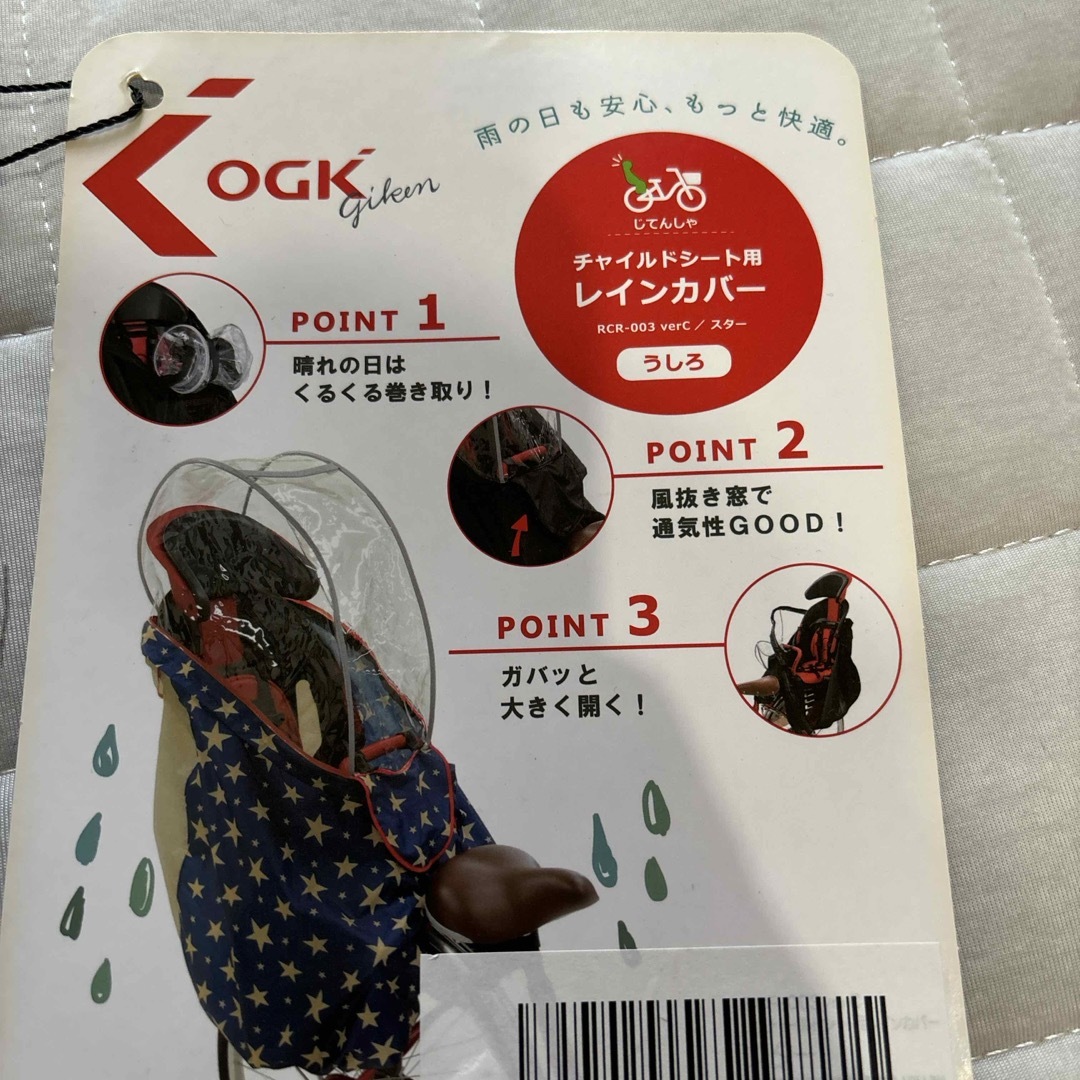 OGK
giken
雨の日も安心、もっと快適。
じてんしゃ
チャイルドシート用
レインカバー
RCR-003 verC／スター
うしろ
POINT 1
晴れの日は
くるくる巻き取り！
POINT 2
風抜き窓で
通気性GOOD！
POINT 3
ガバッと
大きく開く！